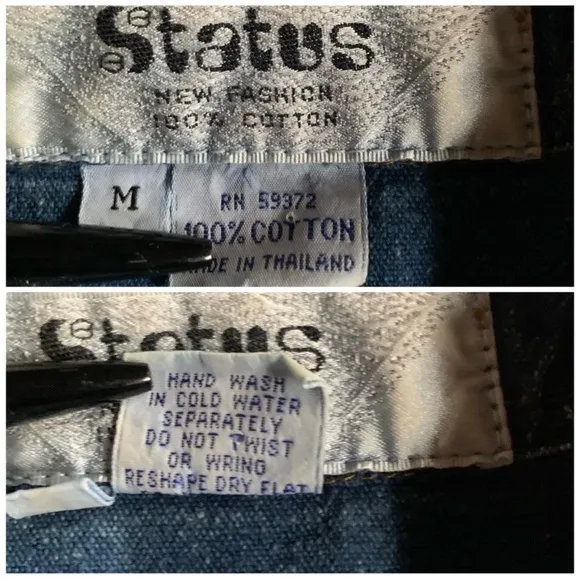 Status
NEW FASHION
100% COTTON
M
RN 59372
100% COTTON
MADE IN THAILAND
Status
HAND WASH
IN COLD WATER
SEPARATELY
DO NOT TWIST
OR WRING
RESHAPE DRY FLAT